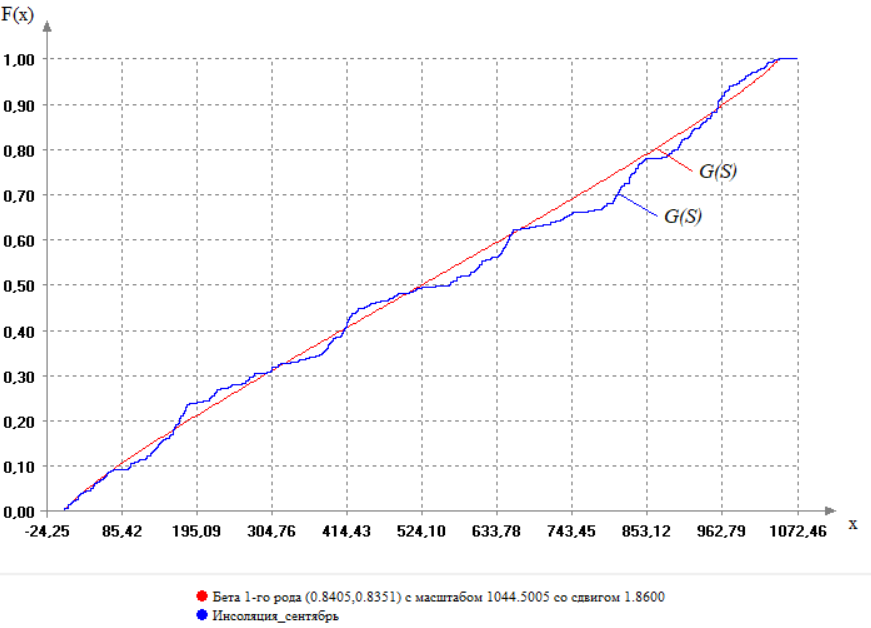 F(x)
1,00
0,90
0,80
G(S)
0,70
G(S)
0,60
0,50
0,40
0,30
0,20
0,10
0,00
-24,25 85,42 195,09 304,76 414,43 524,10 633,78 743,45 853,12 962,79 1072,46
x
Бета 1-го рода (0.8405,0.8351) с масштабом 1044.5005 со сдвигом 1.8600
Инсоляция_сентябрь